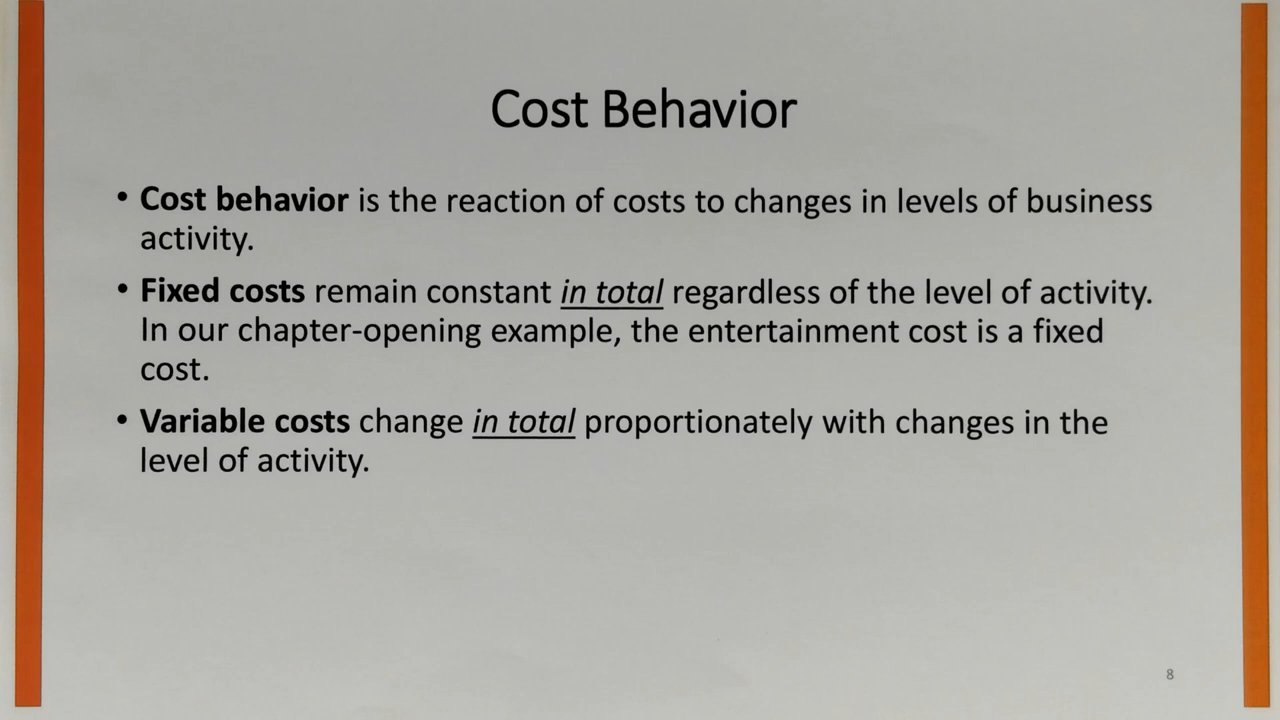 Cost Behavior
• Cost behavior is the reaction of costs to changes in levels of business
activity.
• Fixed costs remain constant in total regardless of the level of activity.
In our chapter-opening example, the entertainment cost is a fixed
cost.
• Variable costs change in total proportionately with changes in the
level of activity.
8